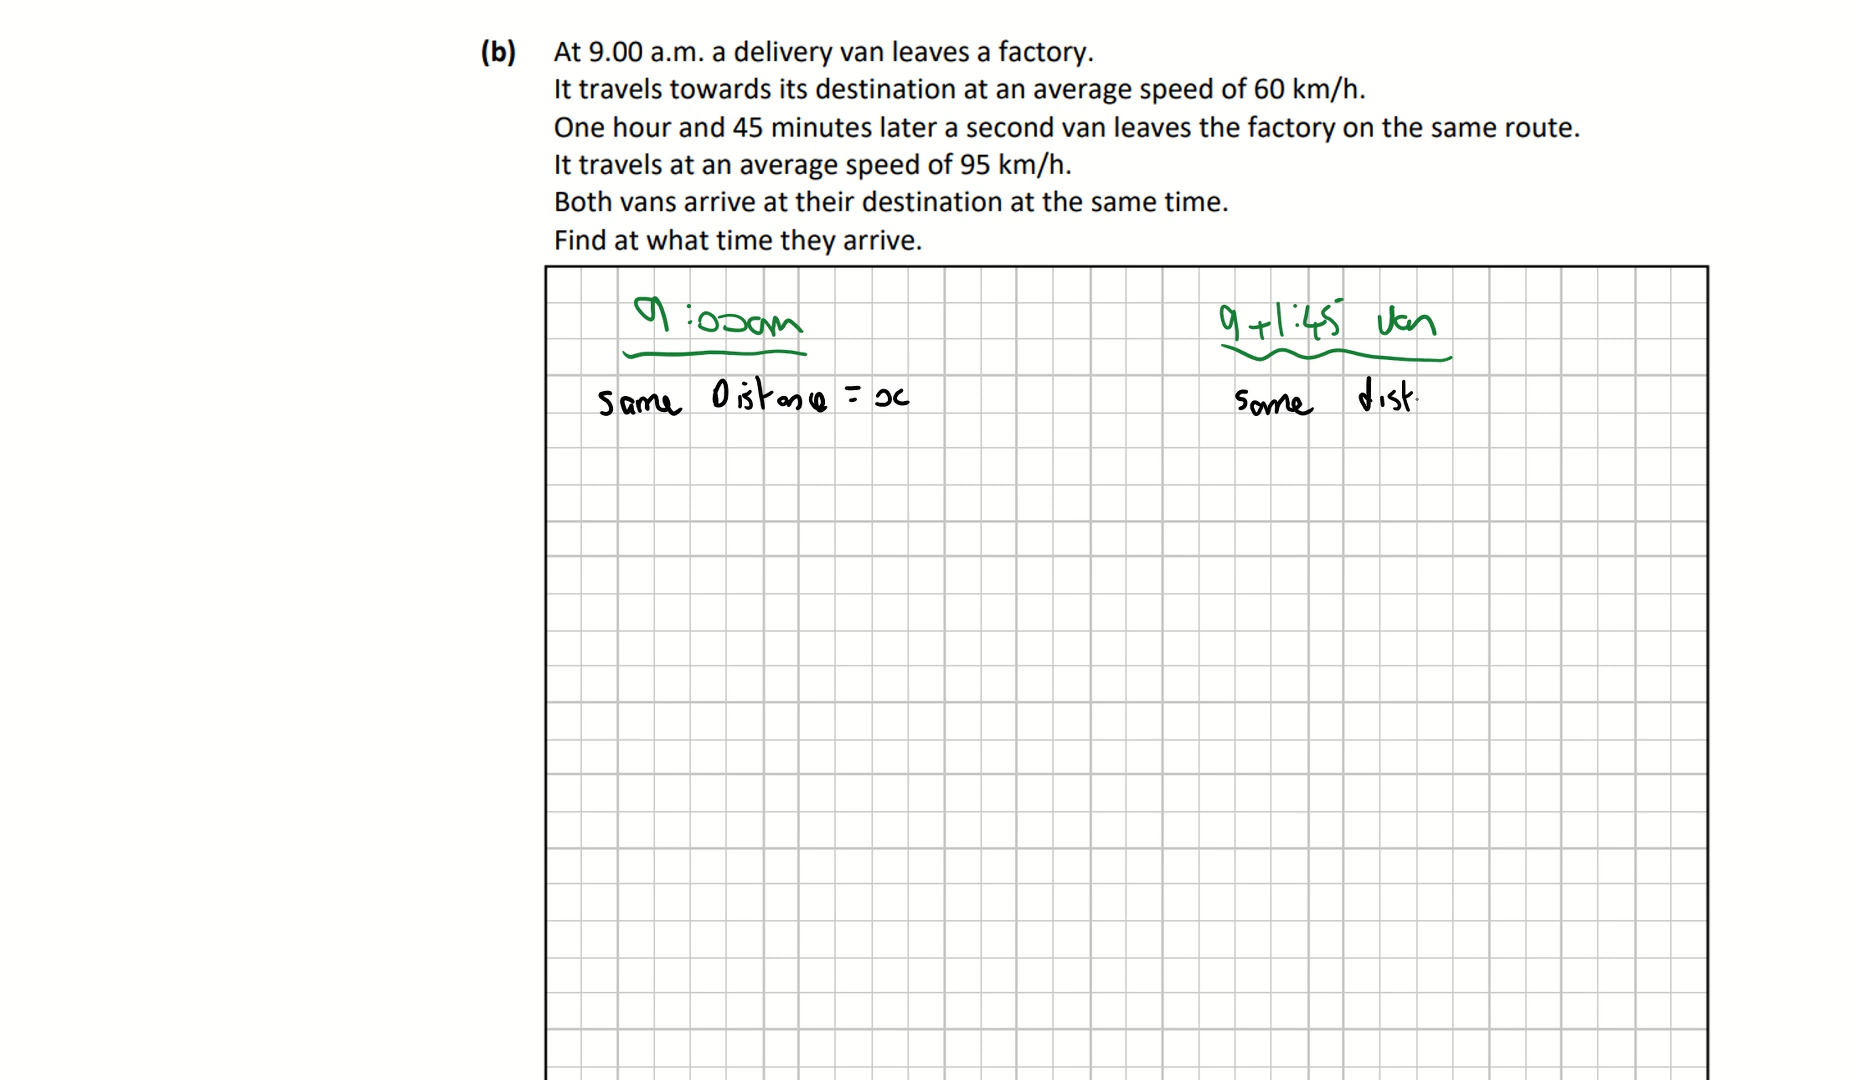 (b) At 9.00 a.m. a delivery van leaves a factory.
It travels towards its destination at an average speed of 60 km/h.
One hour and 45 minutes later a second van leaves the factory on the same route.
It travels at an average speed of 95 km/h.
Both vans arrive at their destination at the same time.
Find at what time they arrive.
9:00am 9+1:45 van
same Distance = x same dist.